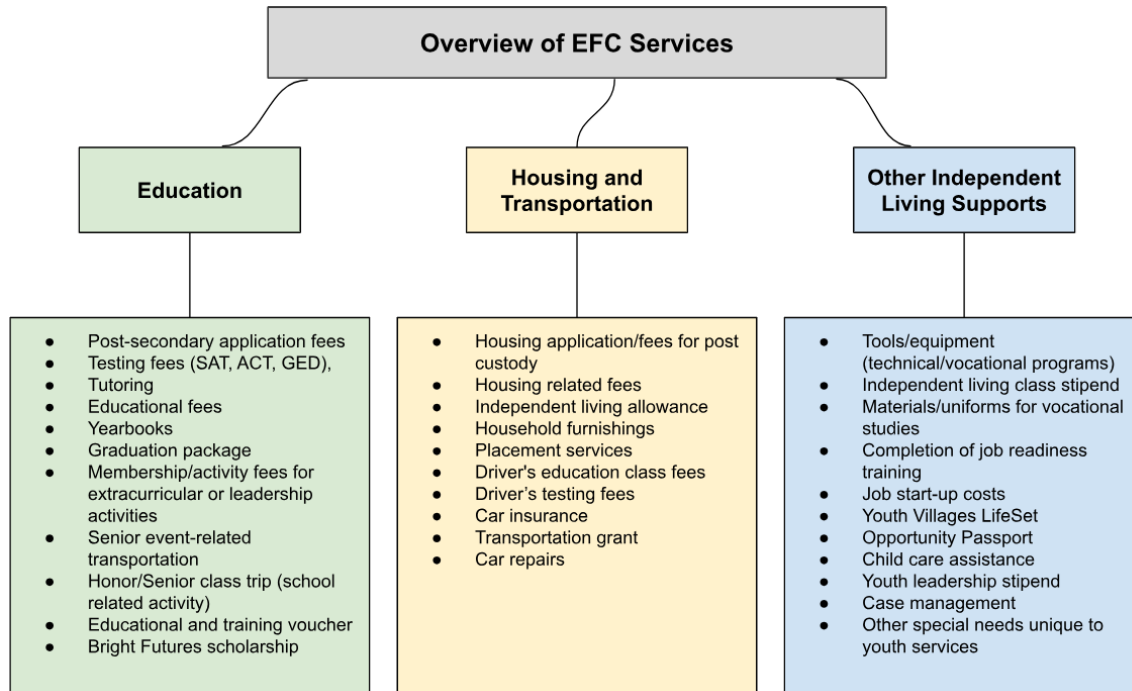 Overview of EFC Services
Education
● Post-secondary application fees
● Testing fees (SAT, ACT, GED),
● Tutoring
● Educational fees
● Yearbooks
● Graduation package
● Membership/activity fees for
extracurricular or leadership
activities
● Senior event-related
transportation
● Honor/Senior class trip (school
related activity)
● Educational and training voucher
● Bright Futures scholarship
Housing and
Transportation
● Housing application/fees for post
custody
● Housing related fees
● Independent living allowance
● Household furnishings
● Placement services
● Driver's education class fees
● Driver’s testing fees
● Car insurance
● Transportation grant
● Car repairs
Other Independent
Living Supports
● Tools/equipment
(technical/vocational programs)
● Independent living class stipend
● Materials/uniforms for vocational
studies
● Completion of job readiness
training
● Job start-up costs
● Youth Villages LifeSet
● Opportunity Passport
● Child care assistance
● Youth leadership stipend
● Case management
● Other special needs unique to
youth services